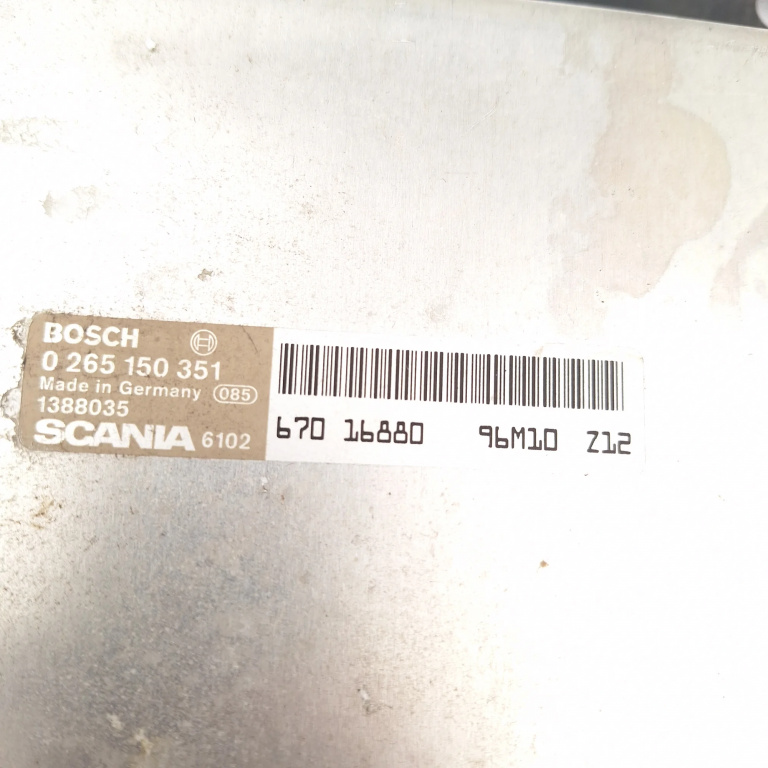 BOSCH
0 265 150 351
Made in Germany 085
1388035
SCANIA 6102
670 16880 96M10 Z12